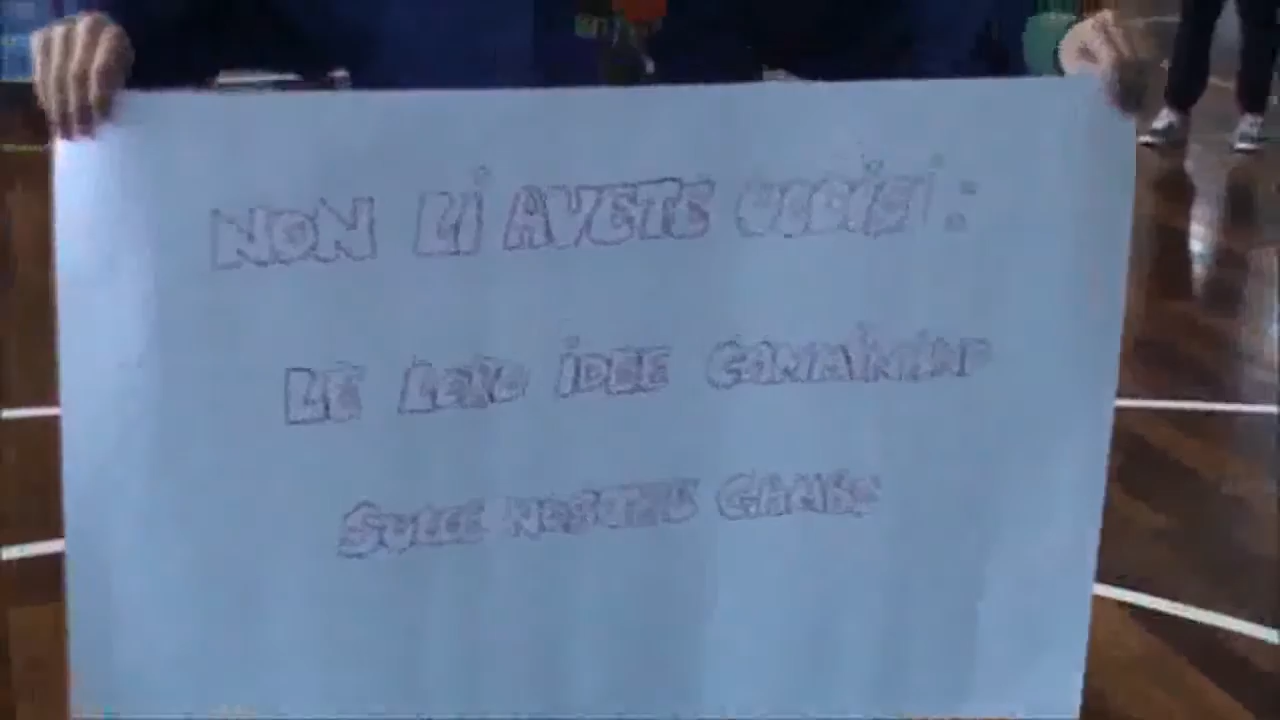 NON Li AVETE UCCiSi:
LE LORO iDEE CAMMiNANO
SULLE NOSTRE GAMBE